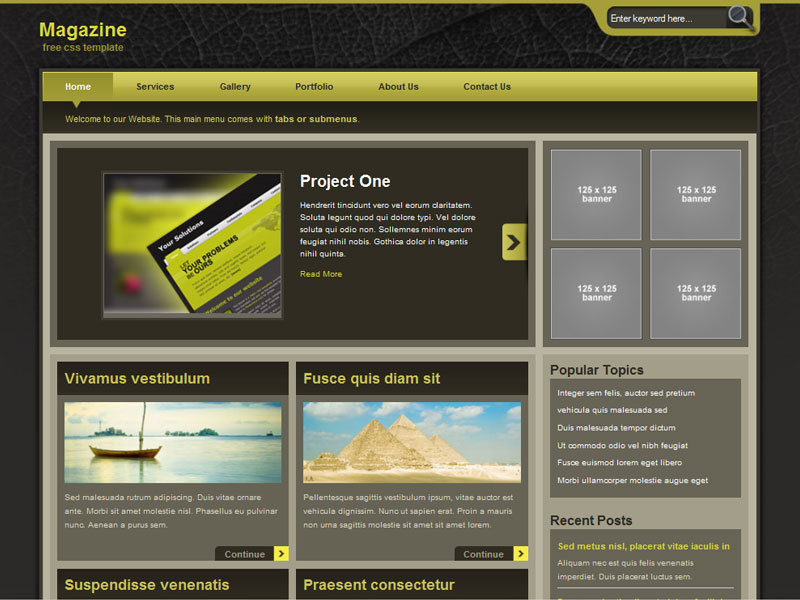 Magazine
free css template
Enter keyword here...
Home
Services
Gallery
Portfolio
About Us
Contact Us
Welcome to our Website. This main menu comes with tabs or submenus.
Your Solutions
LET
YOUR PROBLEMS
BE OURS
Welcome to our website
Project One
Hendrerit tincidunt vero vel eorum claritatem.
Soluta legunt quod qui dolore typi. Vel dolore
soluta qui odio non. Sollemnes minim eorum
feugiat nihil nobis. Gothica dolor in legentis
nihil quinta.
Read More
125 x 125
banner
125 x 125
banner
125 x 125
banner
125 x 125
banner
Vivamus vestibulum
Sed malesuada rutrum adipiscing. Duis vitae ornare
ante. Morbi sit amet molestie nisl. Phasellus eu pulvinar
nunc. Aenean a purus sem.
Continue
Fusce quis diam sit
Pellentesque sagittis vestibulum ipsum, vitae auctor est
vehicula dignissim. Nunc ut sapien erat. Proin a mauris
non urna sagittis molestie sit amet sit amet lorem.
Continue
Suspendisse venenatis
Praesent consectetur
Popular Topics
Integer sem felis, auctor sed pretium
vehicula quis malesuada sed
Duis malesuada tempor dictum
Ut commodo odio vel nibh feugiat
Fusce euismod lorem eget libero
Morbi ullamcorper molestie augue eget
Recent Posts
Sed metus nisl, placerat vitae iaculis in
Aliquam nec est quis felis venenatis
imperdiet. Duis placerat luctus sem.